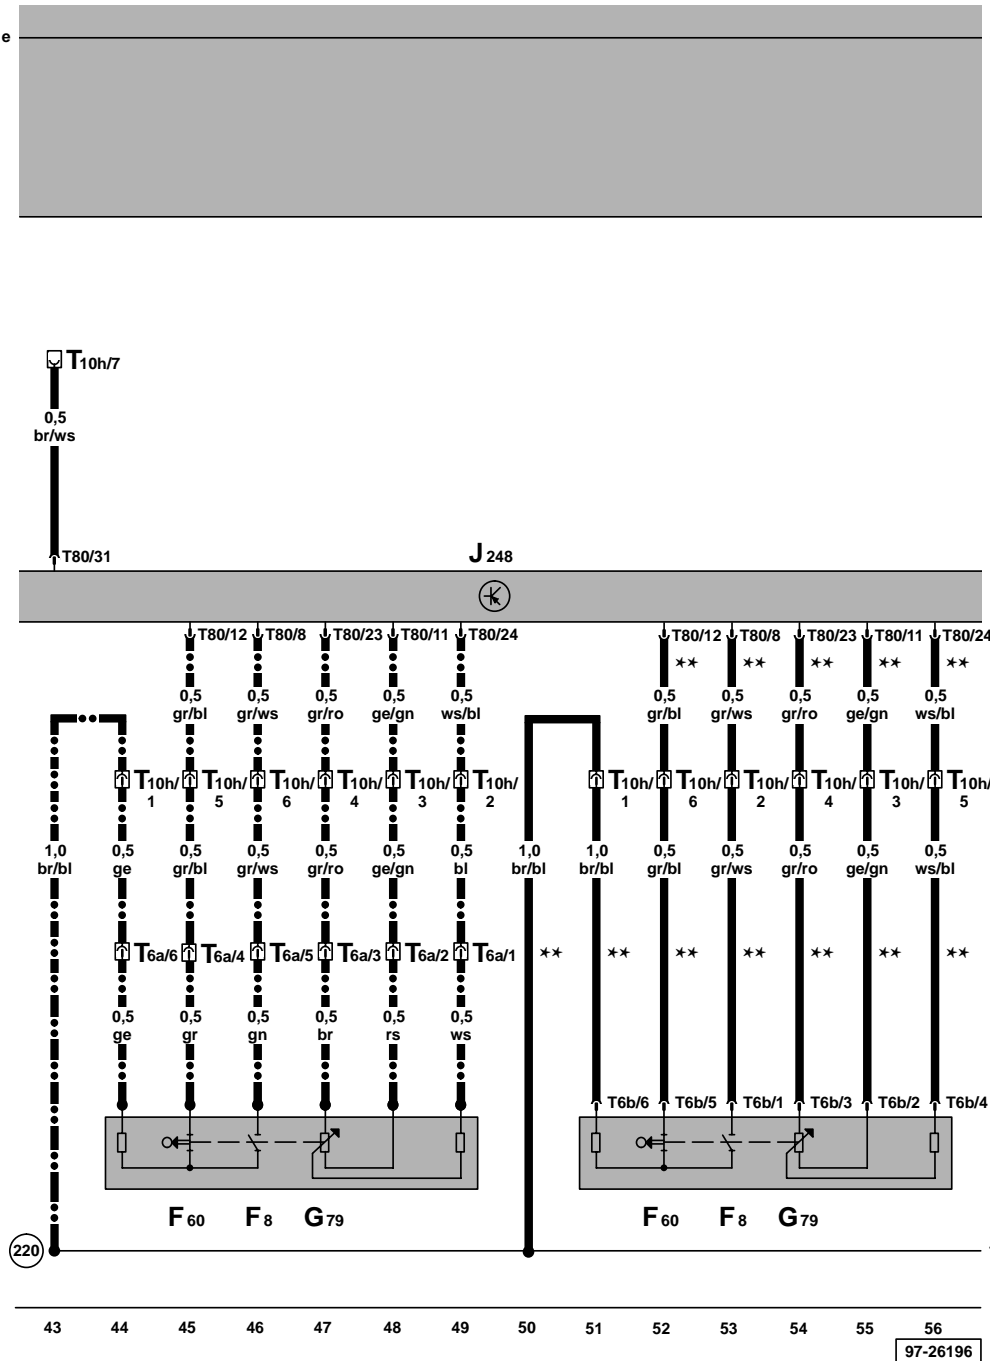 e
T10h/7
0,5
br/ws
T80/31
J248
T80/12 T80/8 T80/23 T80/11 T80/24 T80/12 T80/8 T80/23 T80/11 T80/24
** ** ** ** **
0,5 0,5 0,5 0,5 0,5 0,5 0,5 0,5 0,5 0,5
gr/bl gr/ws gr/ro ge/gn ws/bl gr/bl gr/ws gr/ro ge/gn ws/bl
T10h/ T10h/ T10h/ T10h/ T10h/ T10h/ T10h/ T10h/ T10h/ T10h/ T10h/ T10h/
1 5 6 4 3 2 1 6 2 4 3 5
1,0 0,5 0,5 0,5 0,5 0,5 0,5 1,0 1,0 0,5 0,5 0,5 0,5 0,5
br/bl ge gr/bl gr/ws gr/ro ge/gn bl br/bl br/bl gr/bl gr/ws gr/ro ge/gn ws/bl
T6a/6 T6a/4 T6a/5 T6a/3 T6a/2 T6a/1 ** ** ** ** ** ** **
0,5 0,5 0,5 0,5 0,5 0,5
ge gr gn br rs ws
T6b/6 T6b/5 T6b/1 T6b/3 T6b/2 T6b/4
F60 F8 G79 F60 F8 G79
220
43 44 45 46 47 48 49 50 51 52 53 54 55 56
97-26196